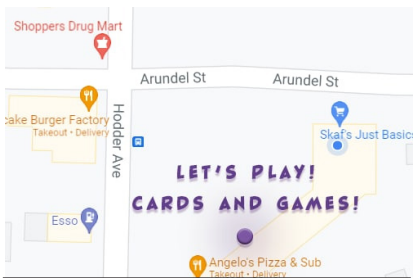 Shoppers Drug Mart
Arundel St
Arundel St
cake Burger Factory
Takeout • Delivery
Hodder Ave
Skaf's Just Basics
LET'S PLAY!
CARDS AND GAMES!
Esso
Angelo's Pizza & Sub
Takeout • Delivery